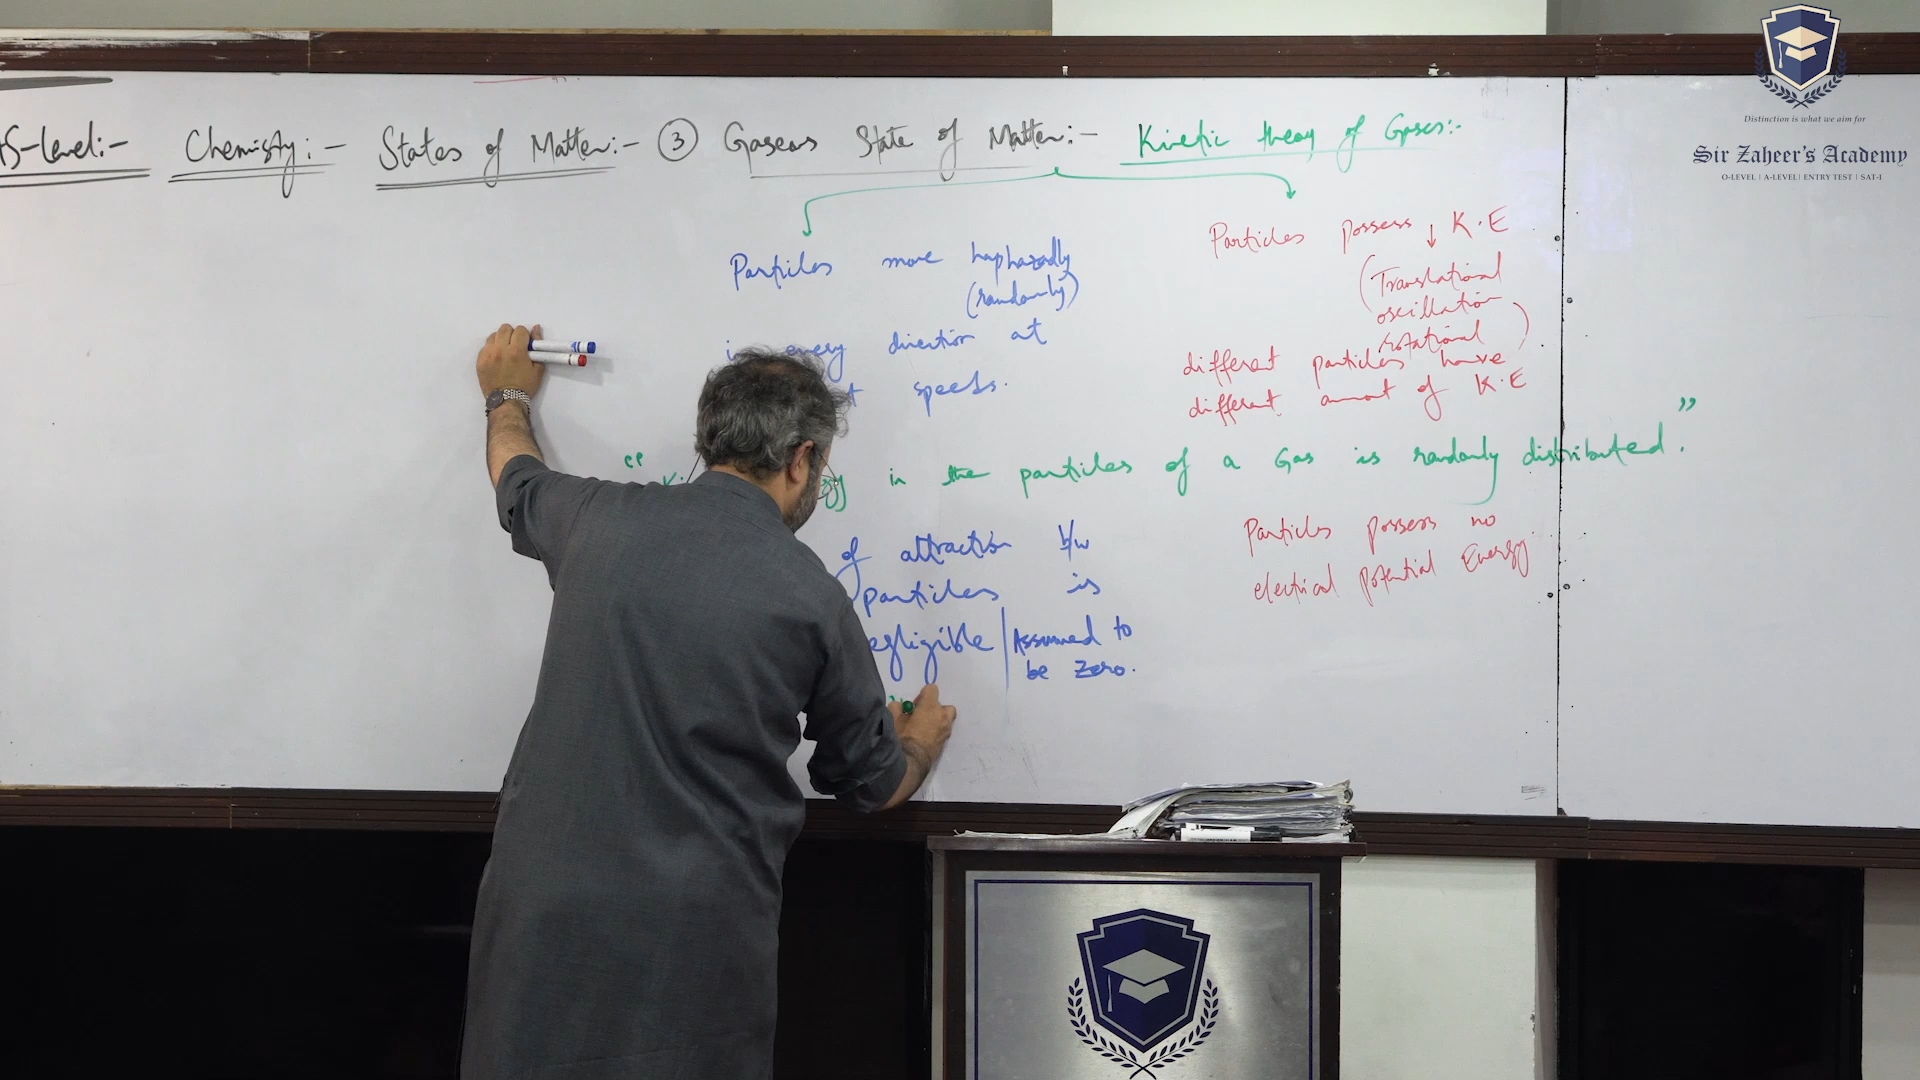 AS-Level:- Chemistry:- States of Matter:- ③ Gaseous State of Matter:- Kinetic theory of Gases:-
Particles move haphazadly
(randomly)
every direction at
speeds.
Particles possess K.E
(Translational
oscillation
rotational)
different particles have
different amount of K.E
“ in the particles of a Gas is randomly distributed.”
of attraction b/w
particles is
egligible | Assumed to
be Zero.
Particles possess no
electrical potential Energy.
Distinction is what we aim for
Sir Zaheer's Academy
O-LEVEL | A-LEVEL | ENTRY TEST | SAT-I